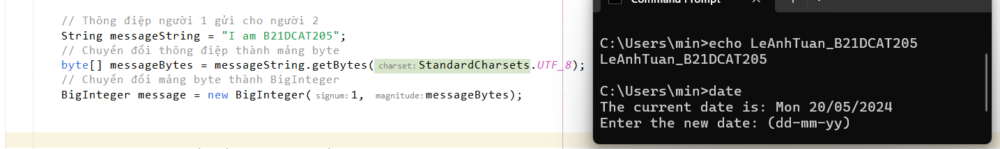 // Thông điệp người 1 gửi cho người 2
String messageString = "I am B21DCAT205";
// Chuyển đổi thông điệp thành mảng byte
byte[] messageBytes = messageString.getBytes( charset: StandardCharsets.UTF_8);
// Chuyển đổi mảng byte thành BigInteger
BigInteger message = new BigInteger( signum: 1, magnitude: messageBytes);
Command Prompt
C:\Users\min>echo LeAnhTuan_B21DCAT205
LeAnhTuan_B21DCAT205
C:\Users\min>date
The current date is: Mon 20/05/2024
Enter the new date: (dd-mm-yy)